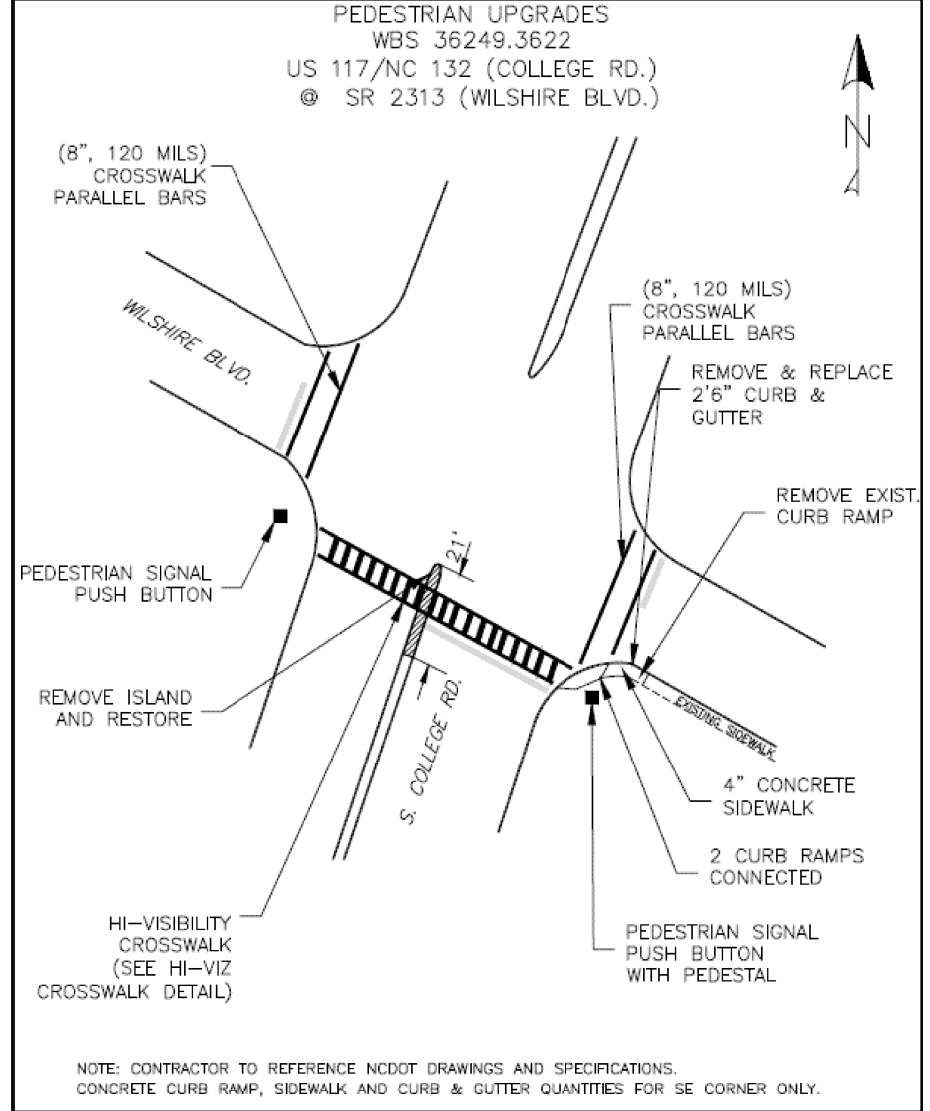 PEDESTRIAN UPGRADES
WBS 36249.3622
US 117/NC 132 (COLLEGE RD.)
@ SR 2313 (WILSHIRE BLVD.)
N
(8", 120 MILS)
CROSSWALK
PARALLEL BARS
WILSHIRE BLVD.
(8", 120 MILS)
CROSSWALK
PARALLEL BARS
REMOVE & REPLACE
2'6" CURB &
GUTTER
REMOVE EXIST.
CURB RAMP
PEDESTRIAN SIGNAL
PUSH BUTTON
21'
REMOVE ISLAND
AND RESTORE
S. COLLEGE RD.
EXISTING SIDEWALK
4" CONCRETE
SIDEWALK
2 CURB RAMPS
CONNECTED
HI-VISIBILITY
CROSSWALK
(SEE HI-VIZ
CROSSWALK DETAIL)
PEDESTRIAN SIGNAL
PUSH BUTTON
WITH PEDESTAL
NOTE: CONTRACTOR TO REFERENCE NCDOT DRAWINGS AND SPECIFICATIONS.
CONCRETE CURB RAMP, SIDEWALK AND CURB & GUTTER QUANTITIES FOR SE CORNER ONLY.